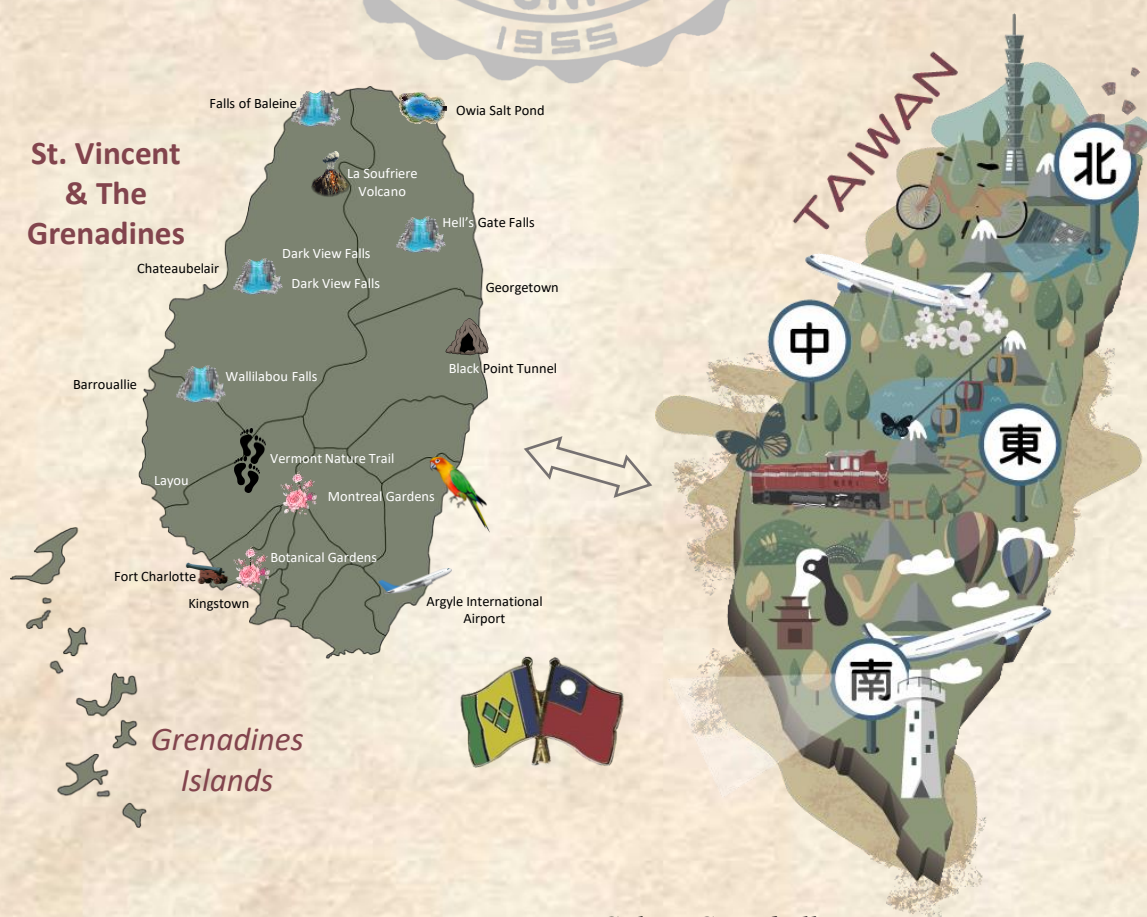 1955
Falls of Baleine
Owia Salt Pond
St. Vincent
& The
Grenadines
La Soufriere
Volcano
Hell's Gate Falls
Dark View Falls
Chateaubelair
Dark View Falls
Georgetown
Black Point Tunnel
Wallilabou Falls
Barrouallie
Vermont Nature Trail
Layou
Montreal Gardens
Botanical Gardens
Fort Charlotte
Kingstown
Argyle International
Airport
Grenadines
Islands
TAIWAN
北
中
東
南